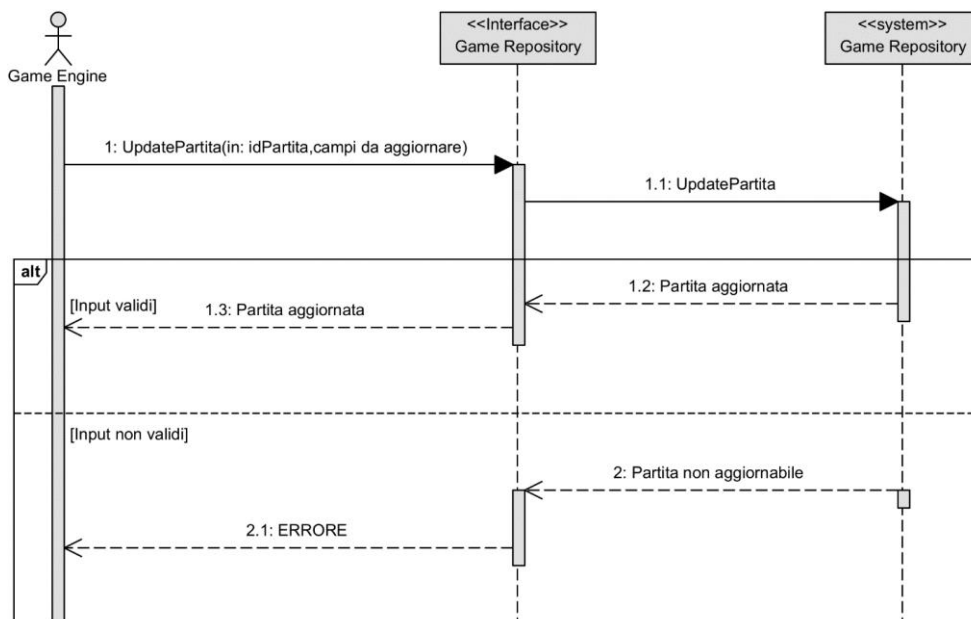 <<Interface>>
Game Repository
<<system>>
Game Repository
Game Engine
1: UpdatePartita(in: idPartita,campi da aggiornare)
1.1: UpdatePartita
alt
[Input validi]
1.2: Partita aggiornata
1.3: Partita aggiornata
[Input non validi]
2: Partita non aggiornabile
2.1: ERRORE